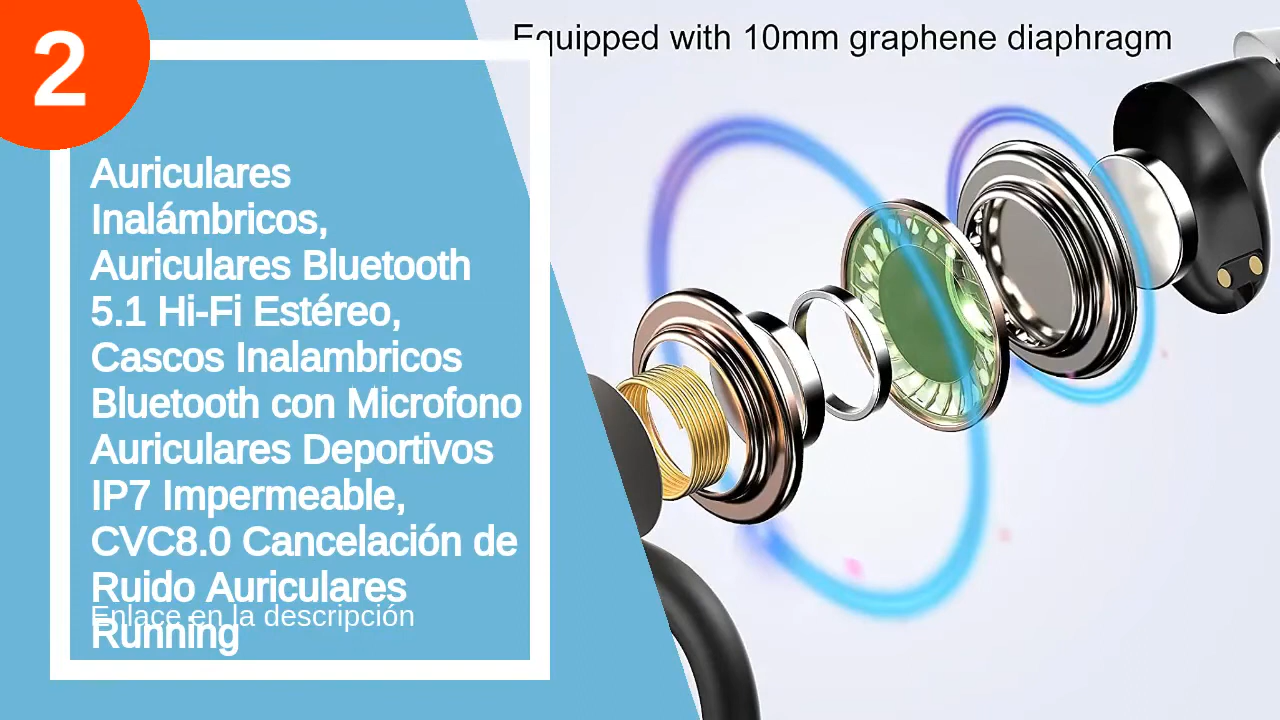 2
Equipped with 10mm graphene diaphragm
Auriculares
Inalámbricos,
Auriculares Bluetooth
5.1 Hi-Fi Estéreo,
Cascos Inalambricos
Bluetooth con Microfono
Auriculares Deportivos
IP7 Impermeable,
CVC8.0 Cancelación de
Ruido Auriculares
Enlace en la descripción
Running